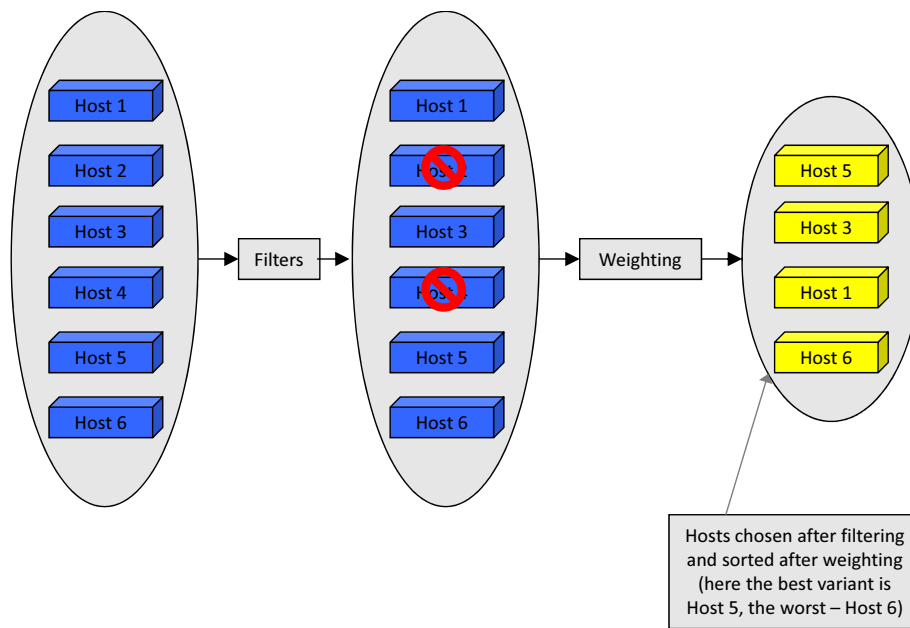 Host 1
Host 2
Host 3
Host 4
Host 5
Host 6
Filters
Host 1
Host
Host 3
Host
Host 5
Host 6
Weighting
Host 5
Host 3
Host 1
Host 6
Hosts chosen after filtering
and sorted after weighting
(here the best variant is
Host 5, the worst – Host 6)